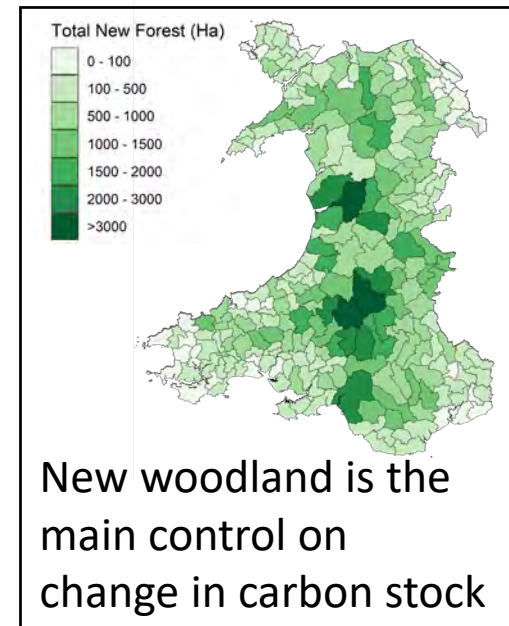 Total New Forest (Ha)
0 - 100
100 - 500
500 - 1000
1000 - 1500
1500 - 2000
2000 - 3000
>3000
New woodland is the
main control on
change in carbon stock